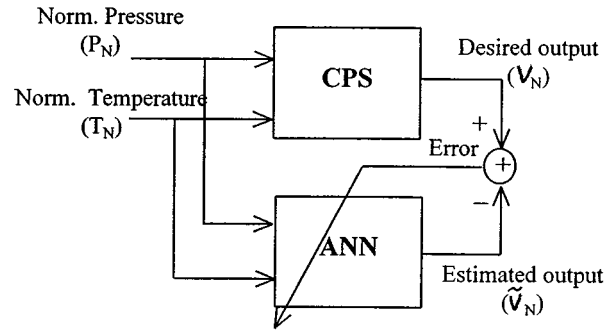 Norm. Pressure
(P_N)
Norm. Temperature
(T_N)
CPS
Desired output
(V_N)
+
Error
+
−
ANN
Estimated output
(Ṽ_N)